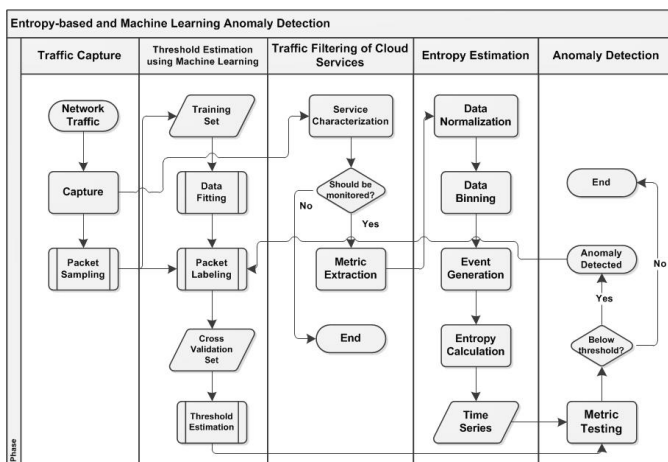 Entropy-based and Machine Learning Anomaly Detection
Phase
Traffic Capture
Threshold Estimation
using Machine Learning
Traffic Filtering of Cloud
Services
Entropy Estimation
Anomaly Detection
Network
Traffic
Capture
Packet
Sampling
Training
Set
Data
Fitting
Packet
Labeling
Cross
Validation
Set
Threshold
Estimation
Service
Characterization
Should be
monitored?
No
Yes
Metric
Extraction
End
Data
Normalization
Data
Binning
Event
Generation
Entropy
Calculation
Time
Series
End
Anomaly
Detected
No
Yes
Below
threshold?
Metric
Testing